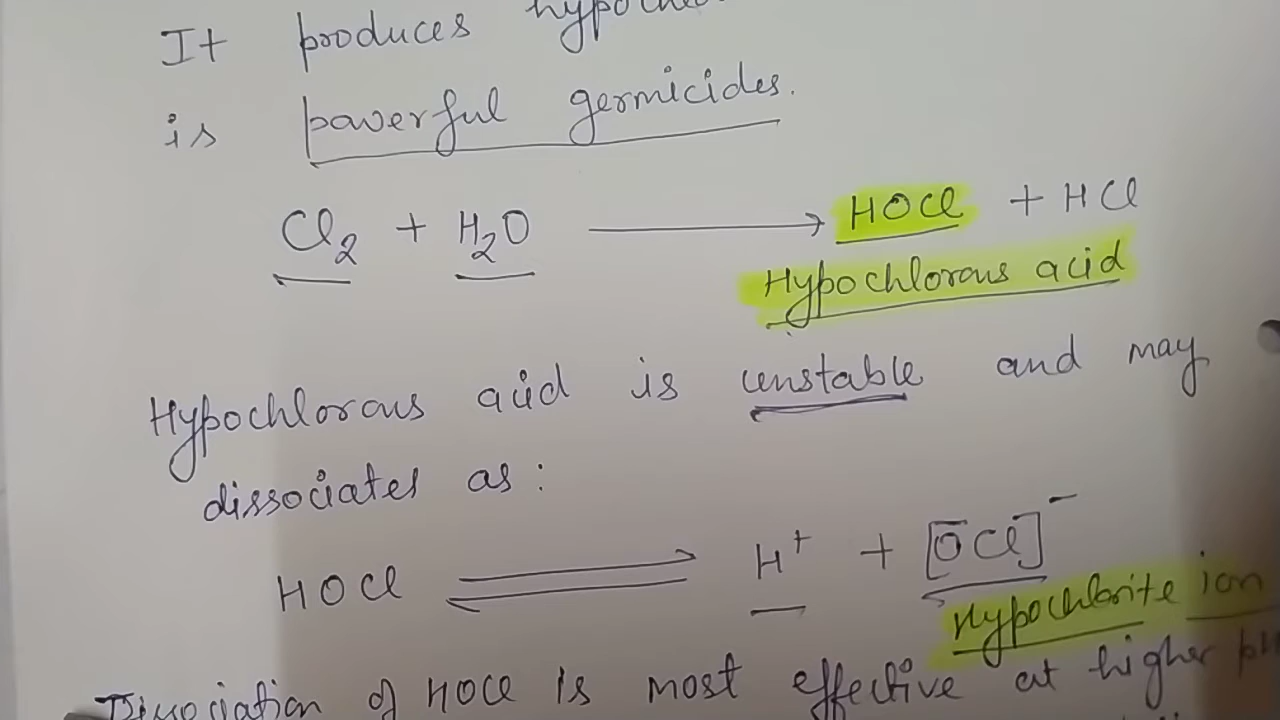 It produces
is powerful germicides.
Cl₂ + H₂O ⟶ HOCl + HCl
Hypochlorous acid
Hypochlorous acid is unstable and may
dissociates as:
HOCl ⇌ H⁺ + [OCl]⁻
Hypochlorite ion
of HOCl is most effective at higher